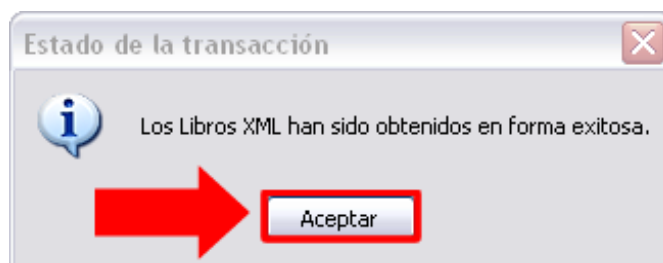 Estado de la transacción
Los Libros XML han sido obtenidos en forma exitosa.
Aceptar